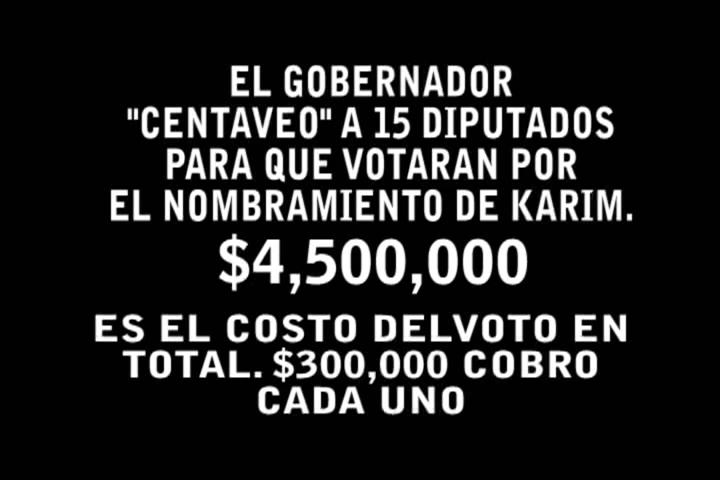 EL GOBERNADOR
"CENTAVEO" A 15 DIPUTADOS
PARA QUE VOTARAN POR
EL NOMBRAMIENTO DE KARIM.
$4,500,000
ES EL COSTO DELVOTO EN
TOTAL. $300,000 COBRO
CADA UNO